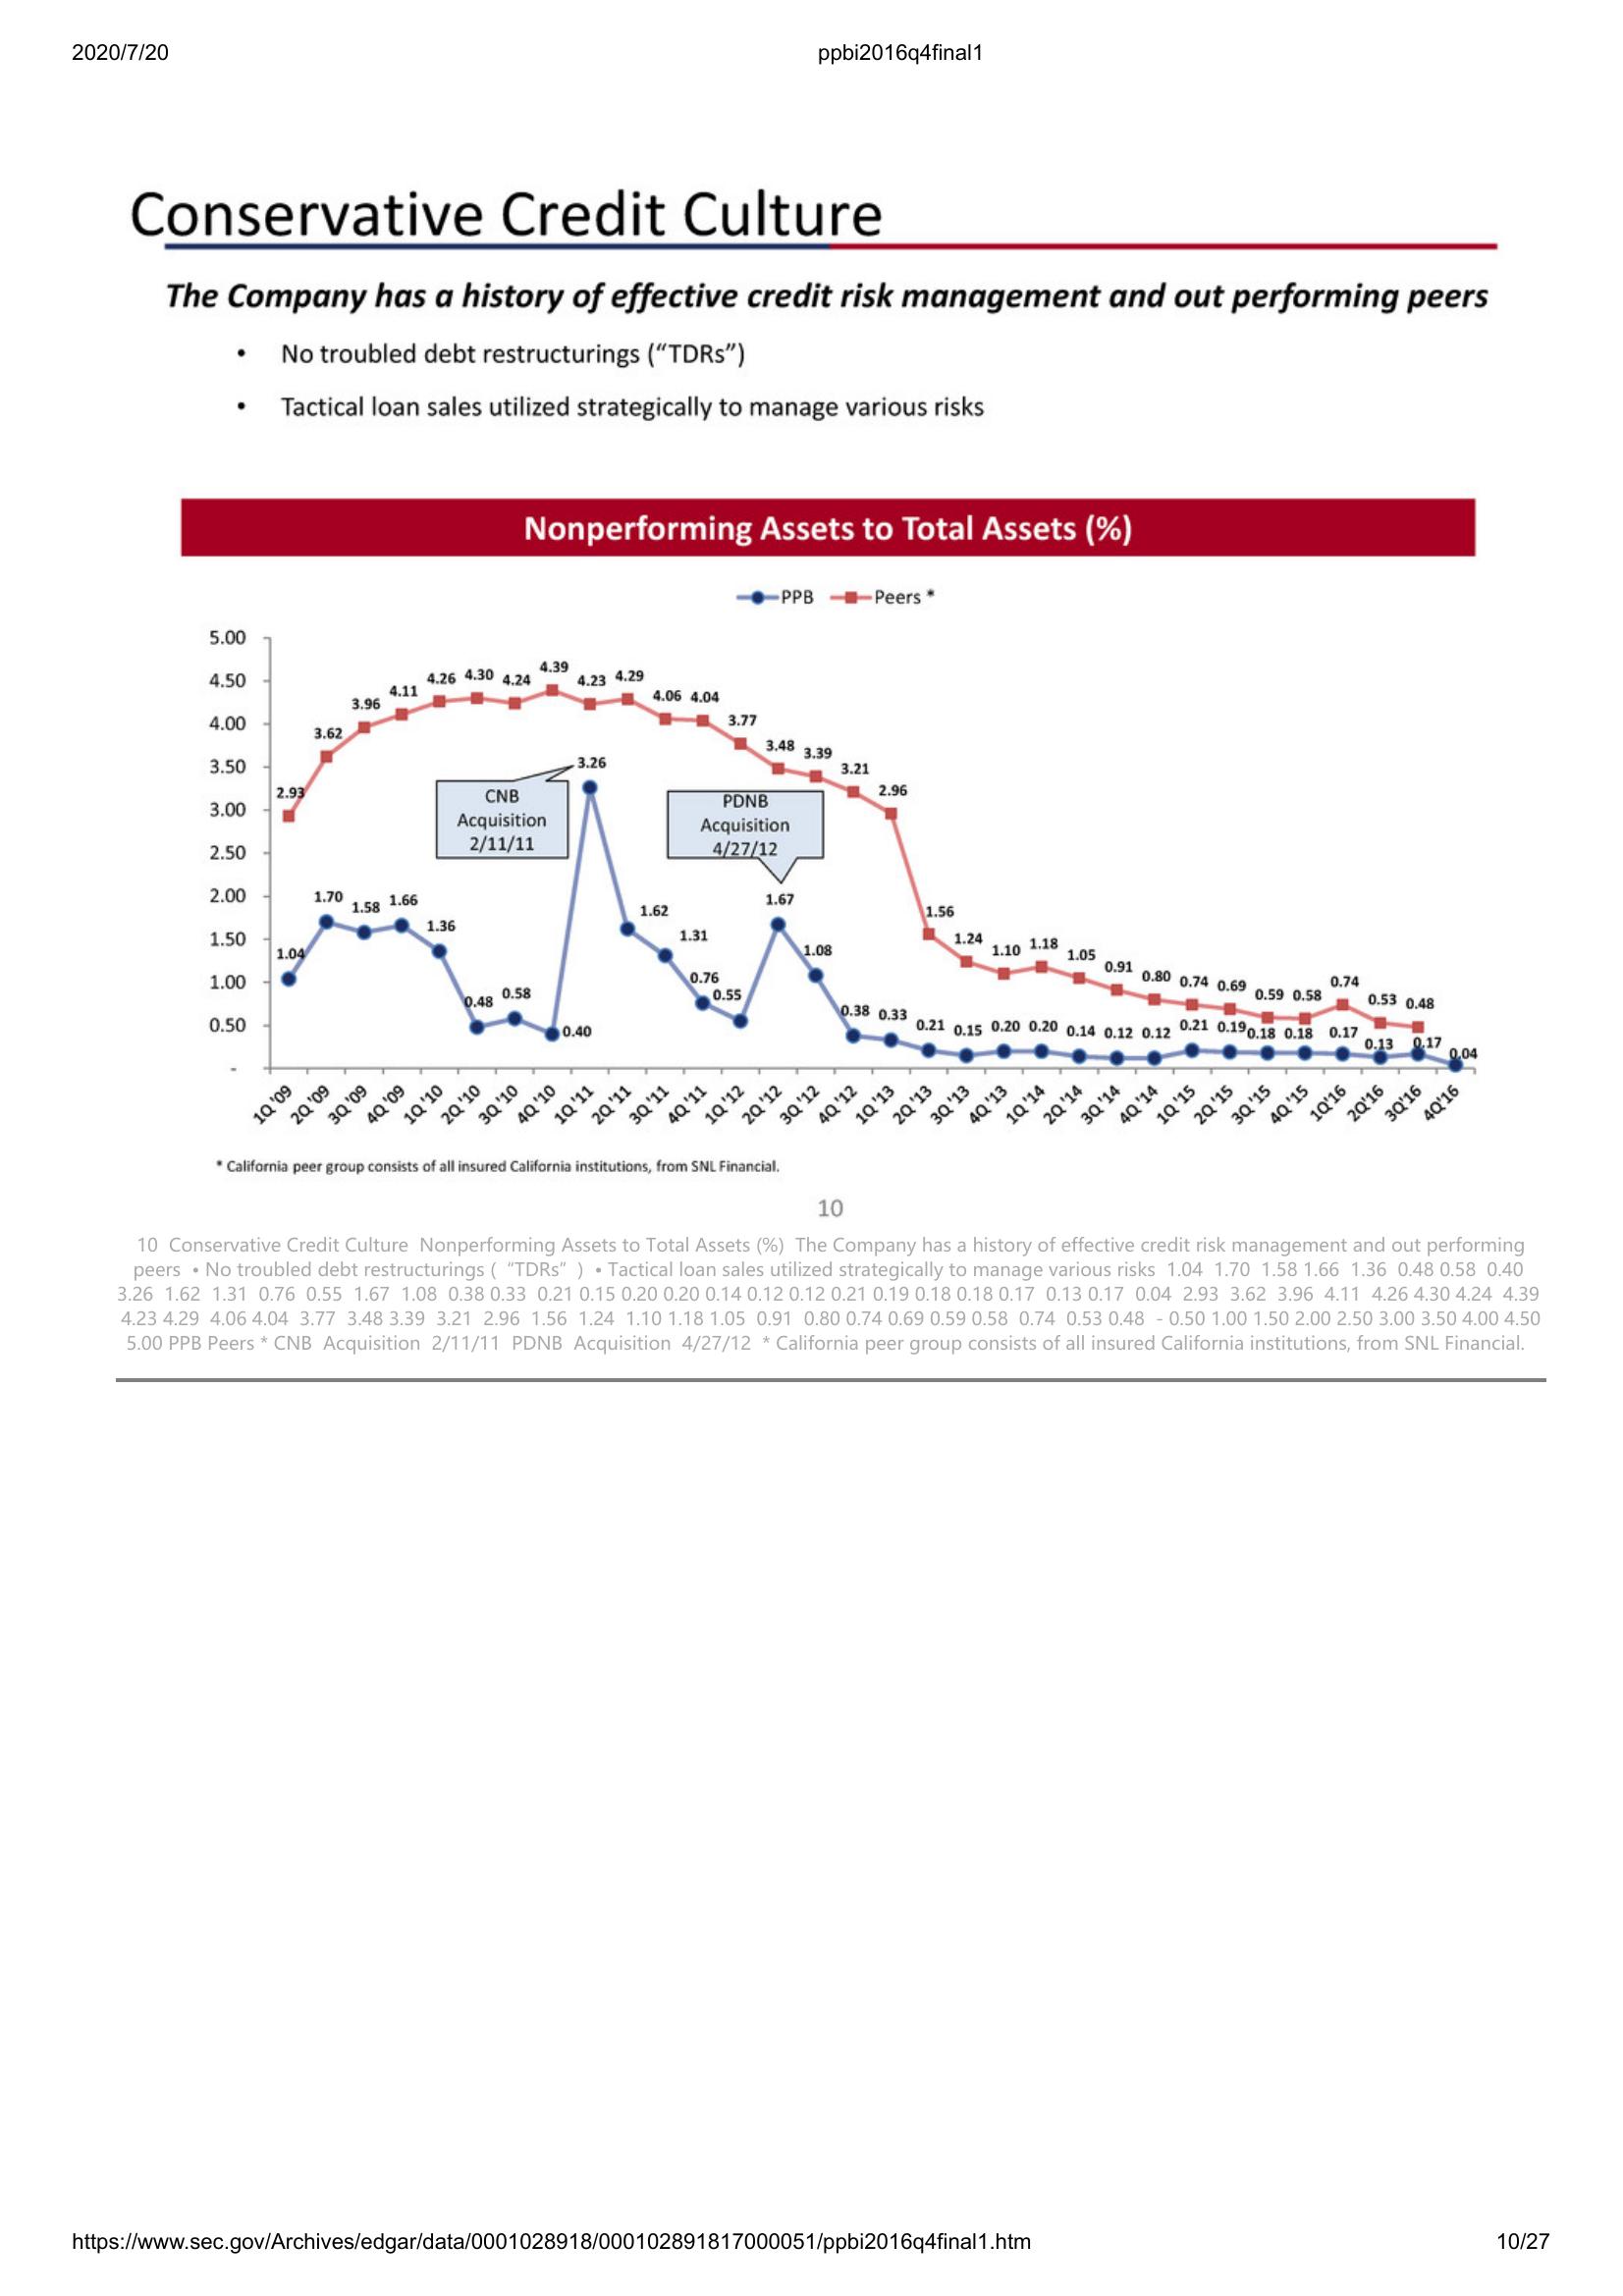 2020/7/20
ppbi2016q4final1
Conservative Credit Culture
The Company has a history of effective credit risk management and out performing peers
• No troubled debt restructurings (“TDRs”)
• Tactical loan sales utilized strategically to manage various risks
Nonperforming Assets to Total Assets (%)
PPB Peers *
5.00
4.50
4.00
3.50
3.00
2.50
2.00
1.50
1.00
0.50
-
2.93 3.62 3.96 4.11 4.26 4.30 4.24 4.39 4.23 4.29 4.06 4.04 3.77 3.48 3.39 3.21 2.96 1.56 1.24 1.10 1.18 1.05 0.91 0.80 0.74 0.69 0.59 0.58 0.74 0.53 0.48
CNB
Acquisition
2/11/11
PDNB
Acquisition
4/27/12
1.04 1.70 1.58 1.66 1.36 0.48 0.58 0.40 3.26 1.62 1.31 0.76 0.55 1.67 1.08 0.38 0.33 0.21 0.15 0.20 0.20 0.14 0.12 0.12 0.21 0.19 0.18 0.18 0.17 0.13 0.17 0.04
1Q'09 2Q'09 3Q'09 4Q'09 1Q'10 2Q'10 3Q'10 4Q'10 1Q'11 2Q'11 3Q'11 4Q'11 1Q'12 2Q'12 3Q'12 4Q'12 1Q'13 2Q'13 3Q'13 4Q'13 1Q'14 2Q'14 3Q'14 4Q'14 1Q'15 2Q'15 3Q'15 4Q'15 1Q'16 2Q'16 3Q'16 4Q'16
* California peer group consists of all insured California institutions, from SNL Financial.
10
10 Conservative Credit Culture Nonperforming Assets to Total Assets (%) The Company has a history of effective credit risk management and out performing
peers • No troubled debt restructurings ( “TDRs” ) • Tactical loan sales utilized strategically to manage various risks 1.04 1.70 1.58 1.66 1.36 0.48 0.58 0.40
3.26 1.62 1.31 0.76 0.55 1.67 1.08 0.38 0.33 0.21 0.15 0.20 0.20 0.14 0.12 0.12 0.21 0.19 0.18 0.18 0.17 0.13 0.17 0.04 2.93 3.62 3.96 4.11 4.26 4.30 4.24 4.39
4.23 4.29 4.06 4.04 3.77 3.48 3.39 3.21 2.96 1.56 1.24 1.10 1.18 1.05 0.91 0.80 0.74 0.69 0.59 0.58 0.74 0.53 0.48 - 0.50 1.00 1.50 2.00 2.50 3.00 3.50 4.00 4.50
5.00 PPB Peers * CNB Acquisition 2/11/11 PDNB Acquisition 4/27/12 * California peer group consists of all insured California institutions, from SNL Financial.
https://www.sec.gov/Archives/edgar/data/0001028918/000102891817000051/ppbi2016q4final1.htm
10/27